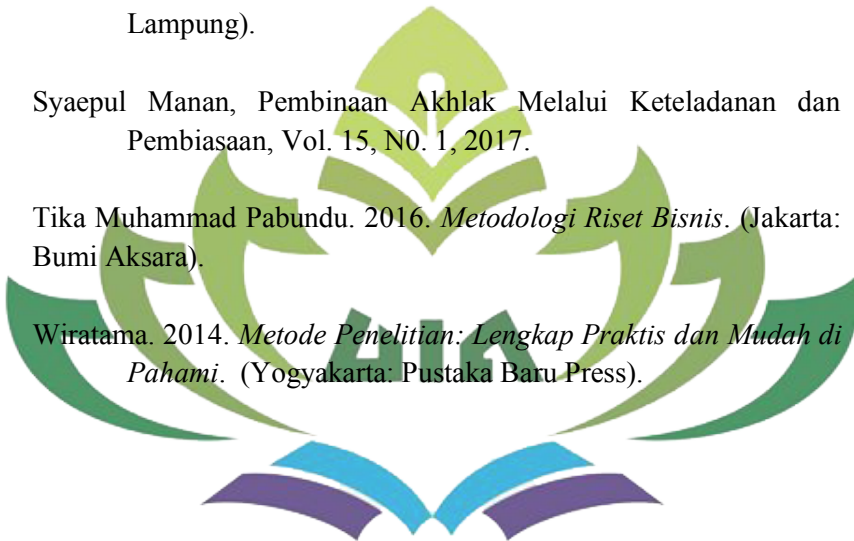 Lampung).
Syaepul Manan, Pembinaan Akhlak Melalui Keteladanan dan
Pembiasaan, Vol. 15, N0. 1, 2017.
Tika Muhammad Pabundu. 2016. Metodologi Riset Bisnis. (Jakarta:
Bumi Aksara).
Wiratama. 2014. Metode Penelitian: Lengkap Praktis dan Mudah di
Pahami. (Yogyakarta: Pustaka Baru Press).